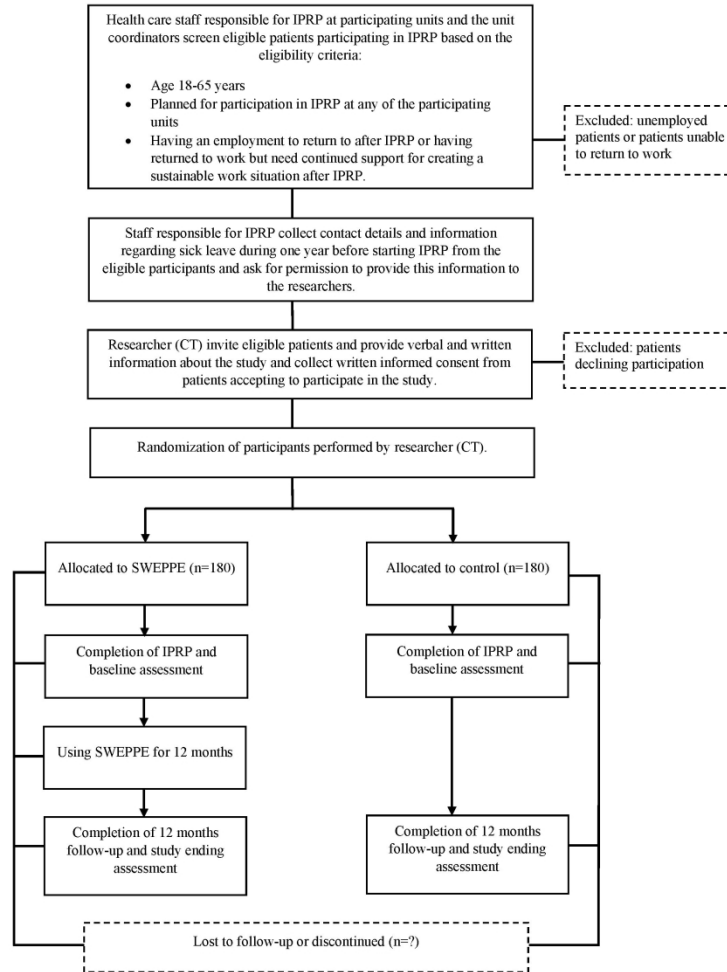 Health care staff responsible for IPRP at participating units and the unit
coordinators screen eligible patients participating in IPRP based on the
eligibility criteria:
• Age 18-65 years
• Planned for participation in IPRP at any of the participating
units
• Having an employment to return to after IPRP or having
returned to work but need continued support for creating a
sustainable work situation after IPRP.
Excluded: unemployed
patients or patients unable
to return to work
Staff responsible for IPRP collect contact details and information
regarding sick leave during one year before starting IPRP from the
eligible participants and ask for permission to provide this information to
the researchers.
Researcher (CT) invite eligible patients and provide verbal and written
information about the study and collect written informed consent from
patients accepting to participate in the study.
Excluded: patients
declining participation
Randomization of participants performed by researcher (CT).
Allocated to SWEPPE (n=180)
Allocated to control (n=180)
Completion of IPRP and
baseline assessment
Completion of IPRP and
baseline assessment
Using SWEPPE for 12 months
Completion of 12 months
follow-up and study ending
assessment
Completion of 12 months
follow-up and study ending
assessment
Lost to follow-up or discontinued (n=?)